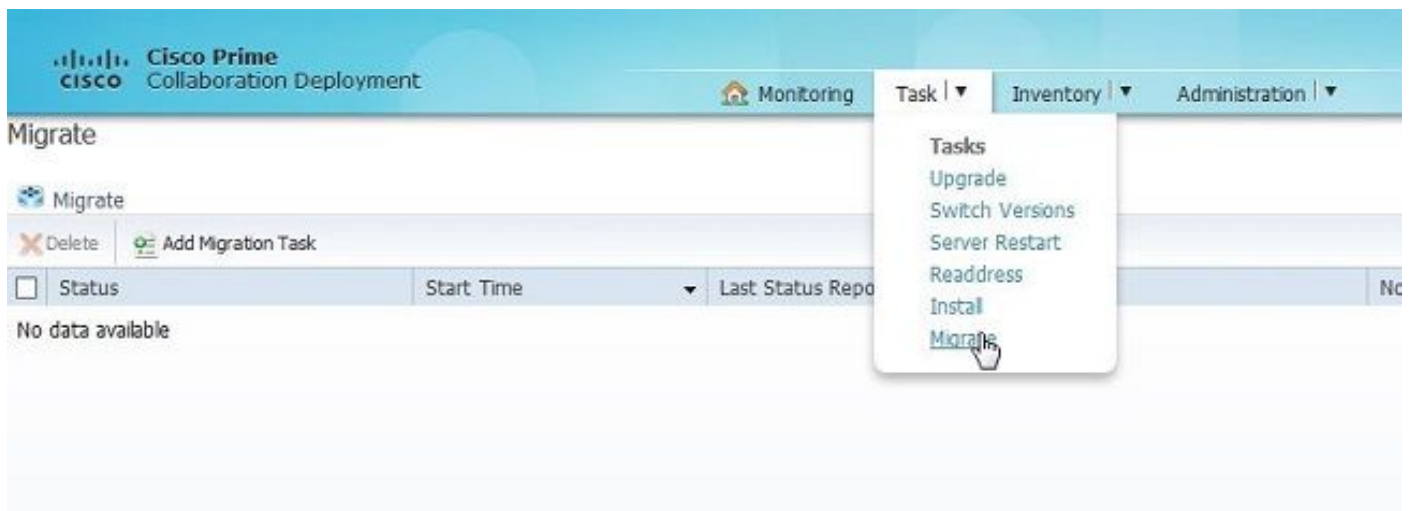 Cisco Prime
CISCO Collaboration Deployment
Monitoring Task Inventory Administration
Migrate
Tasks
Upgrade
Switch Versions
Server Restart
Readdress
Install
Migrate
Migrate
Delete Add Migration Task
Status Start Time Last Status Repo
No data available